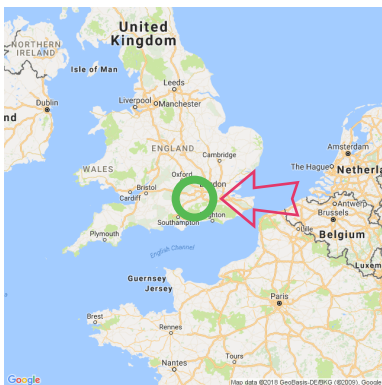 United
Kingdom
NORTHERN
IRELAND
Isle of Man
Leeds
Dublin
Liverpool
Manchester
nd
ENGLAND
Cambridge
Amsterdam
WALES
Oxford
The Hague
Netherla
London
Bristol
Cardiff
Antwerp
Southampton
Brussels
Lille
Belgium
Plymouth
English Channel
Luxem
Guernsey
Jersey
Paris
Brest
Rennes
Nantes
Tours
Google
Map data ©2018 GeoBasis-DE/BKG (©2009), Google